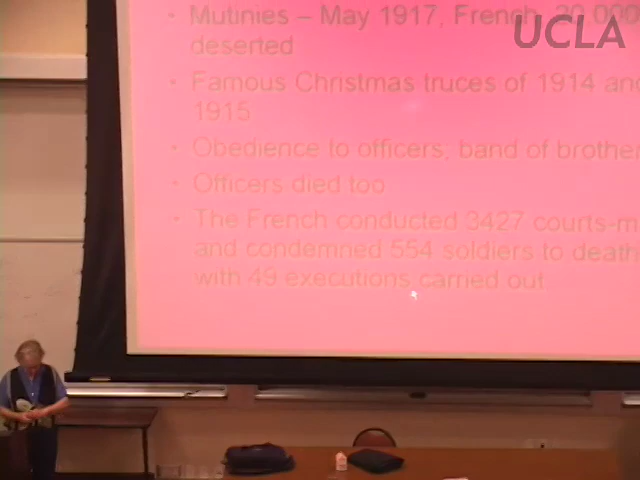 • Mutinies – May 1917, French, 30,000
deserted
UCLA
• Famous Christmas truces of 1914 and
1915
• Obedience to officers; band of brother
• Officers died too
• The French conducted 3427 courts-m
and condemned 554 soldiers to death
with 49 executions carried out